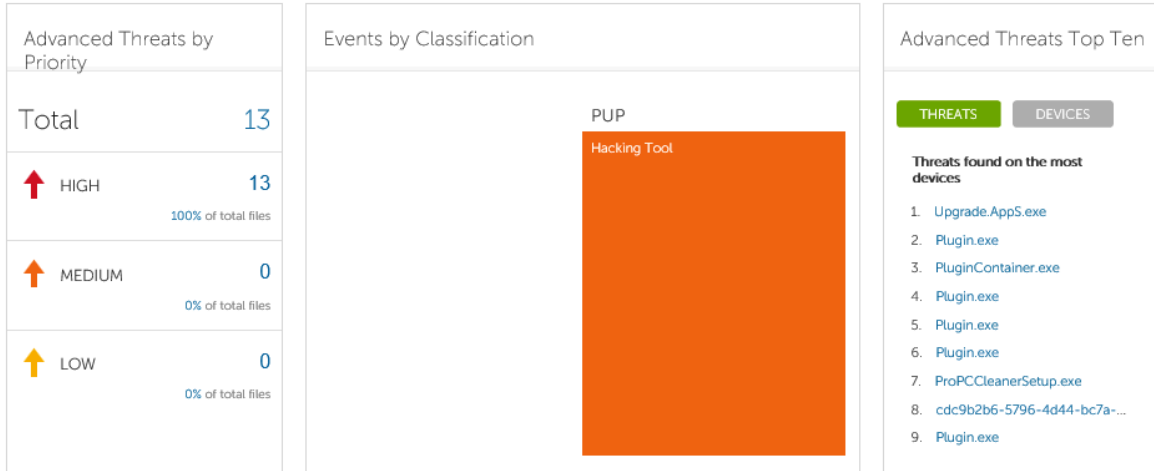 Advanced Threats by
Priority
Total 13
HIGH 13
100% of total files
MEDIUM 0
0% of total files
LOW 0
0% of total files
Events by Classification
PUP
Hacking Tool
Advanced Threats Top Ten
THREATS DEVICES
Threats found on the most
devices
1. Upgrade.AppS.exe
2. Plugin.exe
3. PluginContainer.exe
4. Plugin.exe
5. Plugin.exe
6. Plugin.exe
7. ProPCCleanerSetup.exe
8. cdc9b2b6-5796-4d44-bc7a-...
9. Plugin.exe